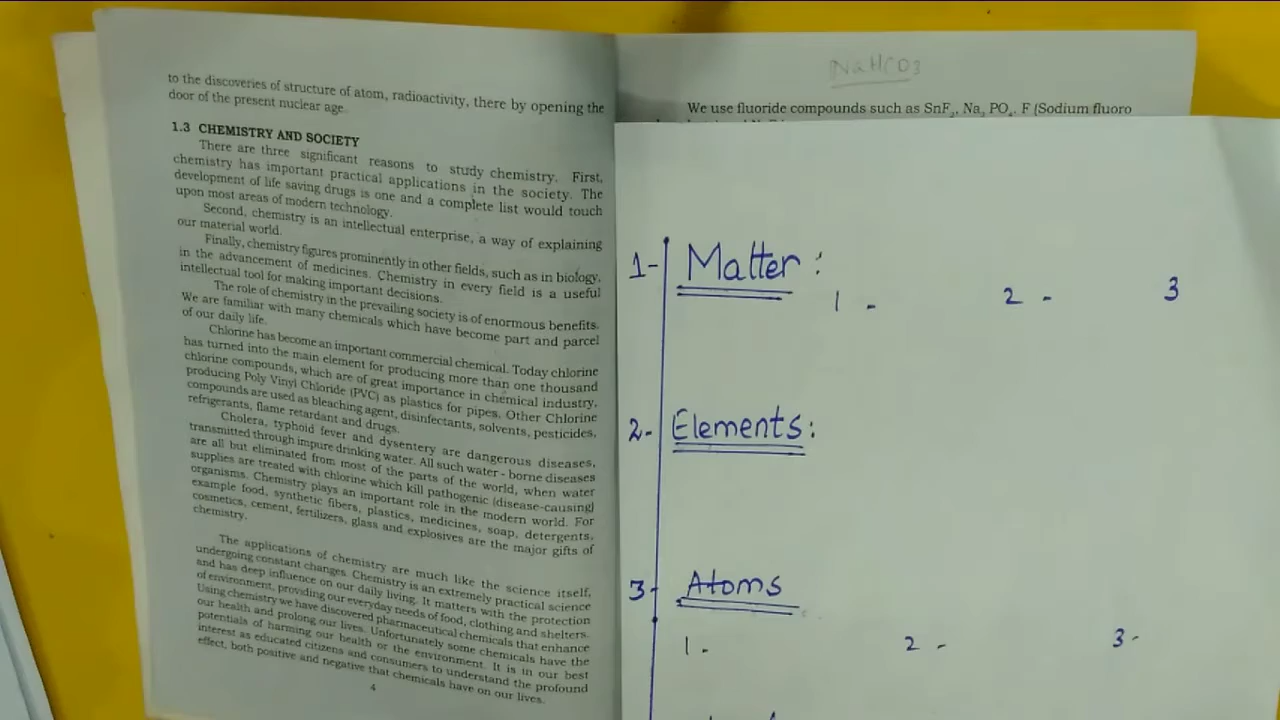 to the discoveries of structure of atom, radioactivity, there by opening the
door of the present nuclear age.
1.3 CHEMISTRY AND SOCIETY
There are three significant reasons to study chemistry. First,
chemistry has important practical applications in the society. The
development of life saving drugs is one and a complete list would touch
upon most areas of modern technology.
Second, chemistry is an intellectual enterprise, a way of explaining
our material world.
Finally, chemistry figures prominently in other fields, such as in biology,
in the advancement of medicines. Chemistry in every field is a useful
intellectual tool for making important decisions.
The role of chemistry in the prevailing society is of enormous benefits.
We are familiar with many chemicals which have become part and parcel
of our daily life.
Chlorine has become an important commercial chemical. Today chlorine
has turned into the main element for producing more than one thousand
chlorine compounds, which are of great importance in chemical industry,
producing Poly Vinyl Chloride (PVC) as plastics for pipes. Other Chlorine
compounds are used as bleaching agent, disinfectants, solvents, pesticides,
refrigerants, flame retardant and drugs.
Cholera, typhoid fever and dysentery are dangerous diseases,
transmitted through impure drinking water. All such water - borne diseases
are all but eliminated from most of the parts of the world, when water
supplies are treated with chlorine which kill pathogenic (disease-causing)
organisms. Chemistry plays an important role in the modern world. For
example food, synthetic fibers, plastics, medicines, soap, detergents,
cosmetics, cement, fertilizers, glass and explosives are the major gifts of
chemistry.
The applications of chemistry are much like the science itself,
undergoing constant changes. Chemistry is an extremely practical science
and has deep influence on our daily living. It matters with the protection
of environment, providing our everyday needs of food, clothing and shelters.
Using chemistry we have discovered pharmaceutical chemicals that enhance
our health and prolong our lives. Unfortunately some chemicals have the
potentials of harming our health or the environment. It is in our best
interest as educated citizens and consumers to understand the profound
effect, both positive and negative that chemicals have on our lives.
4
NaHCO3
We use fluoride compounds such as SnF₂, Na₃ PO₄. F (Sodium fluoro
1- Matter :
1 - 2 - 3
2- Elements :
3- Atoms
1 - 2 - 3 -